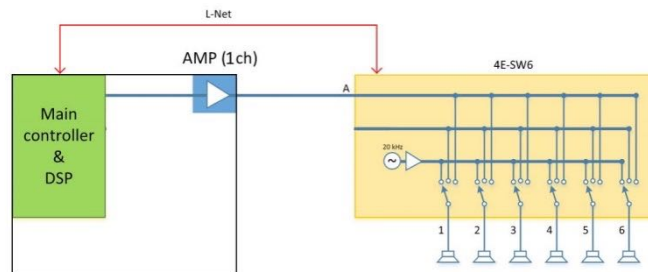 L-Net
AMP (1ch)
4E-SW6
Main
controller
&
DSP
A
20 kHz
~
1 2 3 4 5 6